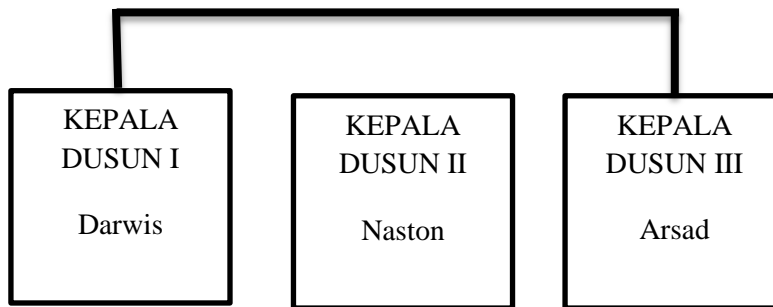 KEPALA
DUSUN I
Darwis
KEPALA
DUSUN II
Naston
KEPALA
DUSUN III
Arsad